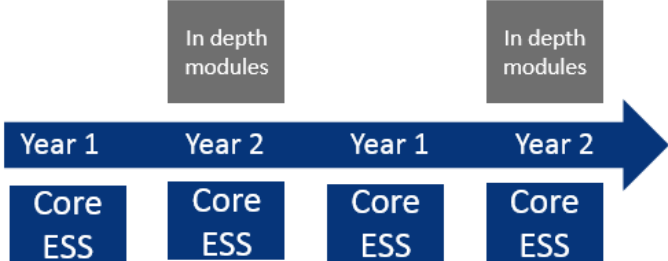 In depth
modules
In depth
modules
Year 1
Year 2
Year 1
Year 2
Core
ESS
Core
ESS
Core
ESS
Core
ESS